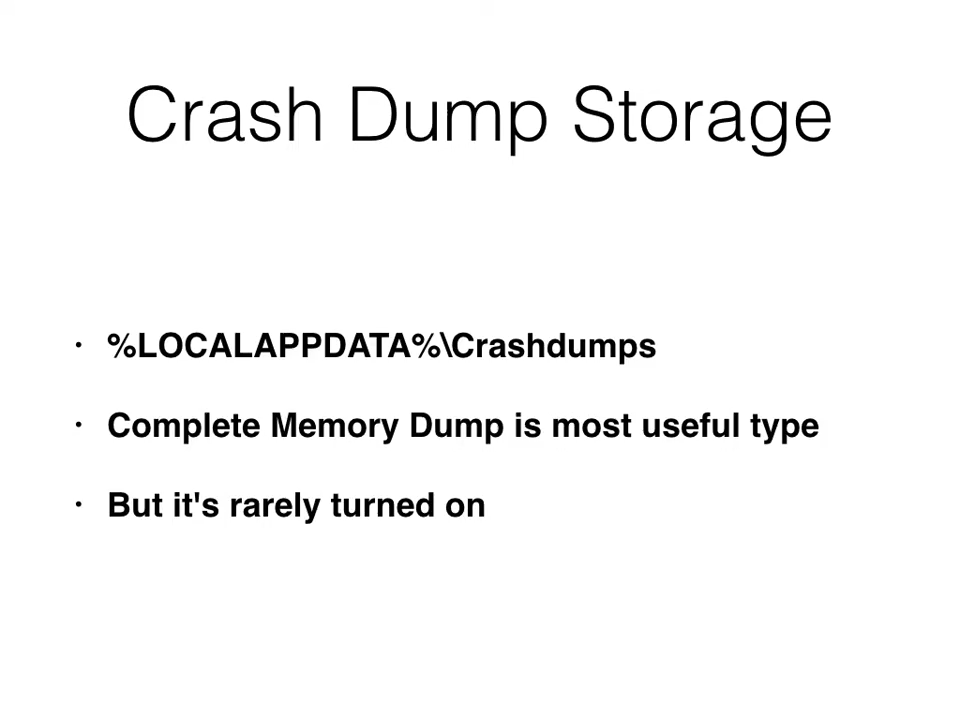 Crash Dump Storage
• %LOCALAPPDATA%\Crashdumps
• Complete Memory Dump is most useful type
• But it's rarely turned on